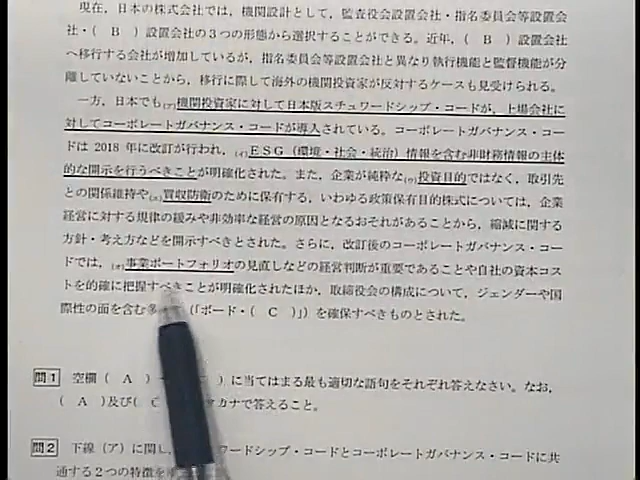 現在，日本の株式会社では，機関設計として，監査役会設置会社・指名委員会等設置会
社・（　B　）設置会社の3つの形態から選択することができる。近年，（　B　）設置会社
へ移行する会社が増加しているが，指名委員会等設置会社と異なり執行機能と監督機能が分
離していないことから，移行に際して海外の機関投資家が反対するケースも見受けられる。
一方，日本でも(ア)機関投資家に対して日本版スチュワードシップ・コードが，上場会社に
対してコーポレートガバナンス・コードが導入されている。コーポレートガバナンス・コー
ドは 2018 年に改訂が行われ，(イ)ESG（環境・社会・統治）情報を含む非財務情報の主体
的な開示を行うべきことが明確化された。また，企業が純粋な(ウ)投資目的ではなく，取引先
との関係維持や(エ)買収防衛のために保有する，いわゆる政策保有目的株式については，企業
経営に対する規律の緩みや非効率な経営の原因となるおそれがあることから，縮減に関する
方針・考え方などを開示すべきとされた。さらに，改訂後のコーポレートガバナンス・コー
ドでは，(オ)事業ポートフォリオの見直しなどの経営判断が重要であることや自社の資本コス
トを的確に把握すべきことが明確化されたほか，取締役会の構成について，ジェンダーや国
際性の面を含む多（「ボード・（　C　）」）を確保すべきものとされた。
問1　空欄（　A　））に当てはまる最も適切な語句をそれぞれ答えなさい。なお，
（　A　）及び（　C　タカナで答えること。
問2　下線（ア）に関し，ワードシップ・コードとコーポレートガバナンス・コードに共
通する2つの特徴を